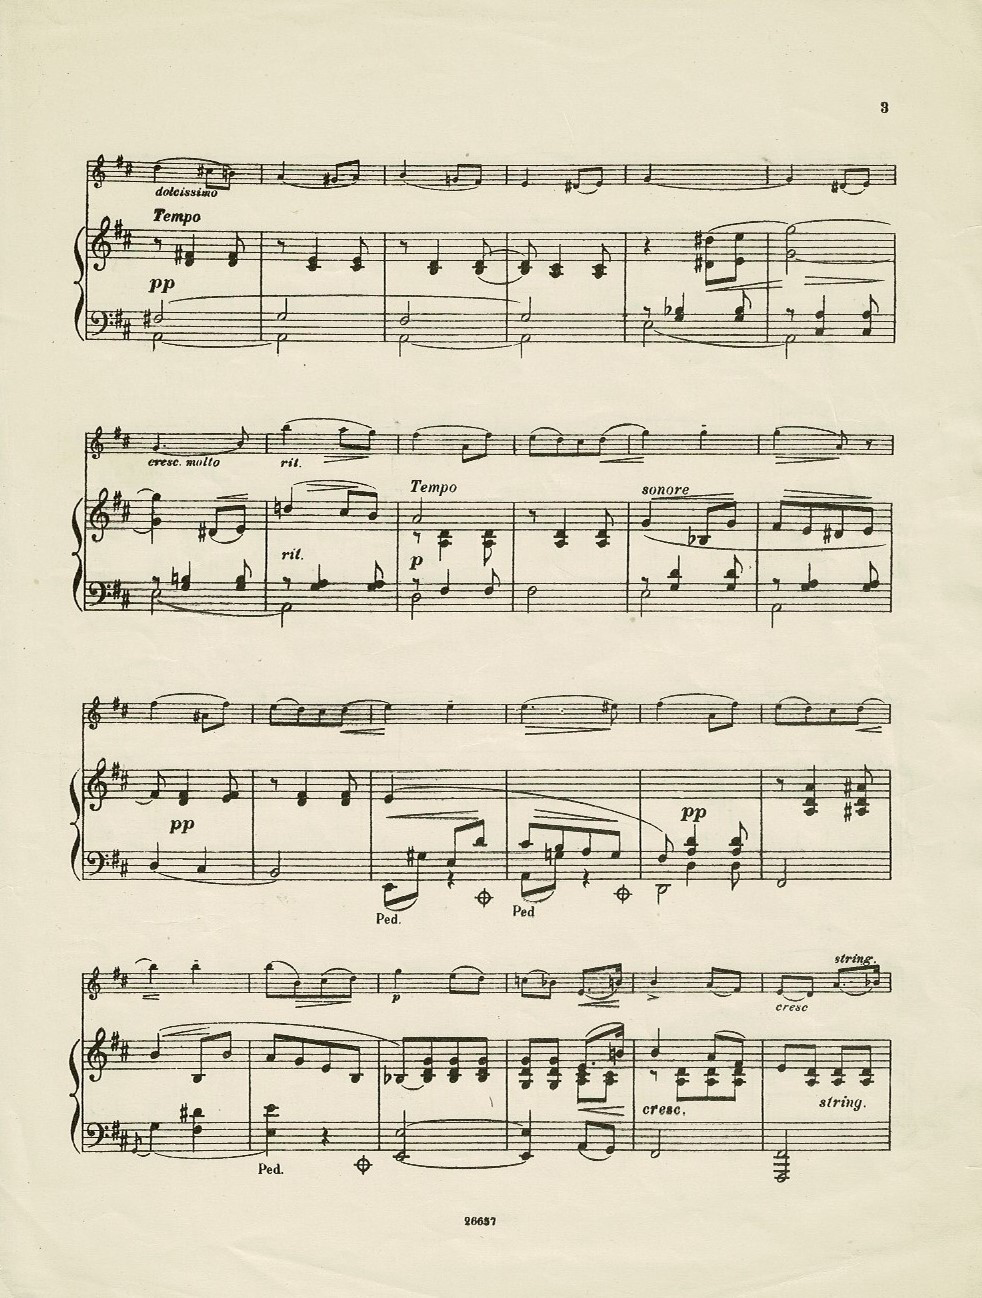 3
dolcissimo
Tempo
pp
cresc. molto
rit.
Tempo
sonore
rit.
p
pp
pp
Ped.
Ped
string.
p
cresc
cresc.
string.
Ped.
26657